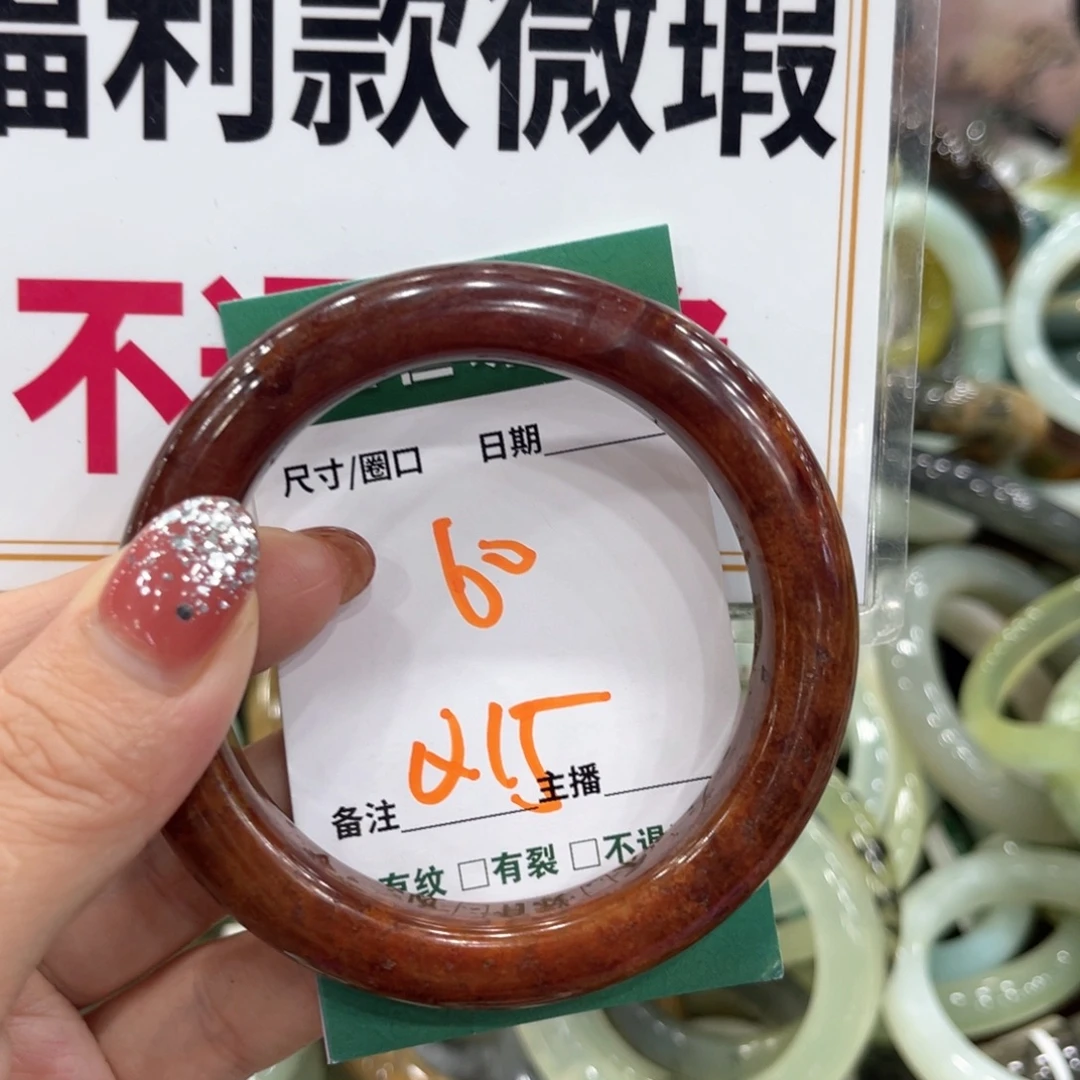 福利款微瑕
不
尺寸/圈口 日期
60
215
备注 主播
有纹 □有裂 □不退